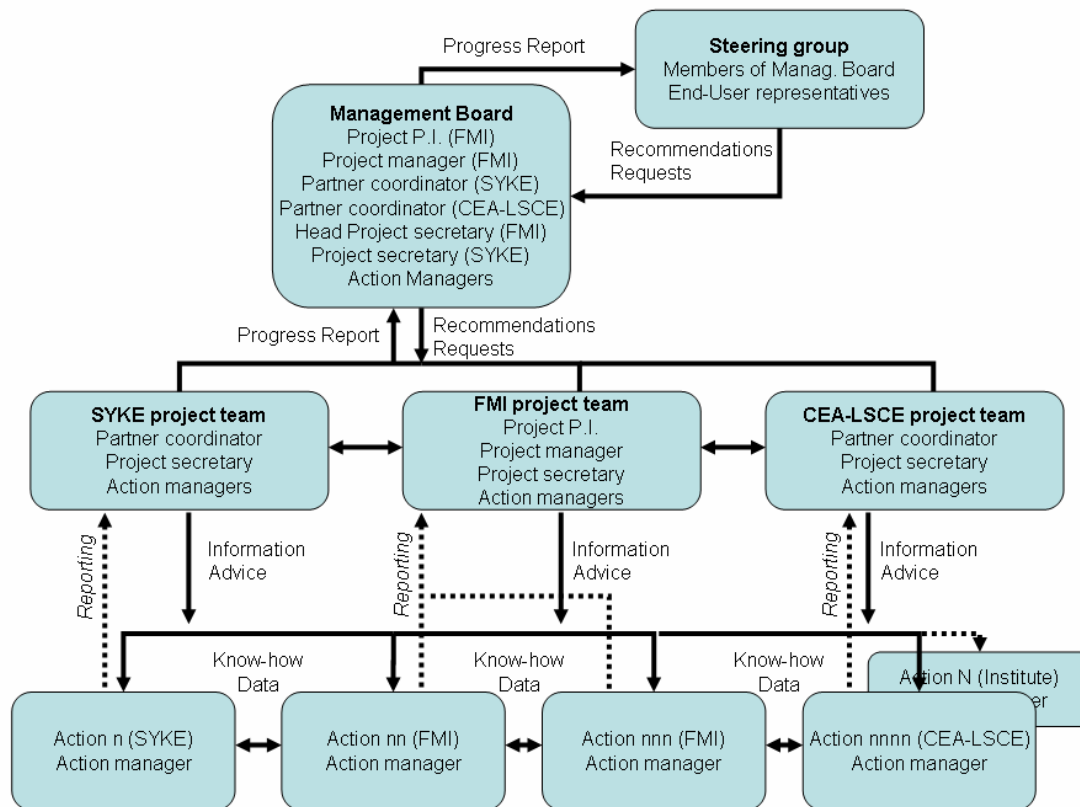 Progress Report
Steering group
Members of Manag. Board
End-User representatives
Management Board
Project P.I. (FMI)
Project manager (FMI)
Partner coordinator (SYKE)
Partner coordinator (CEA-LSCE)
Head Project secretary (FMI)
Project secretary (SYKE)
Action Managers
Recommendations
Requests
Progress Report
Recommendations
Requests
SYKE project team
Partner coordinator
Project secretary
Action managers
FMI project team
Project P.I.
Project manager
Project secretary
Action managers
CEA-LSCE project team
Partner coordinator
Project secretary
Action managers
Reporting
Information
Advice
Reporting
Information
Advice
Reporting
Information
Advice
Know-how
Data
Know-how
Data
Know-how
Data
Action N (Institute)
Action n (SYKE)
Action manager
Action nn (FMI)
Action manager
Action nnn (FMI)
Action manager
Action nnnn (CEA-LSCE)
Action manager